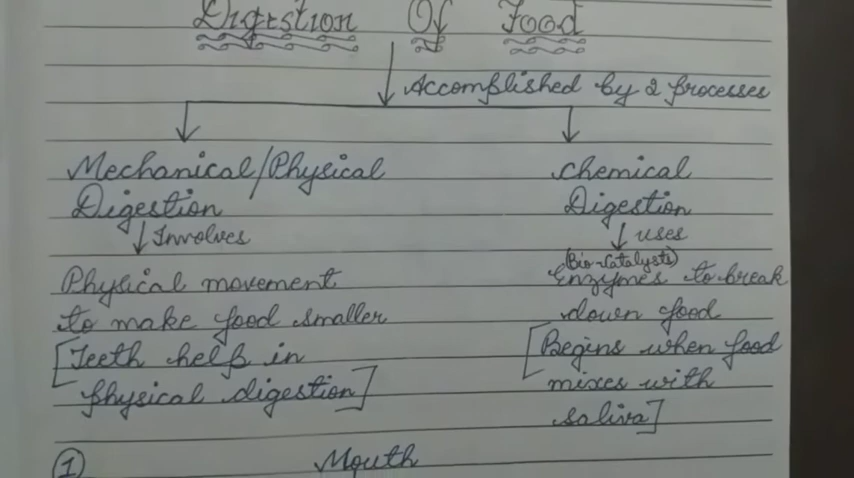 Digestion Of Food
Accomplished by 2 processes
Mechanical/Physical
Digestion
Involves
Physical movement
to make food smaller
[Teeth help in
physical digestion]
Chemical
Digestion
uses
(Bio-Catalysts)
Enzymes to break
down food
[Begins when food
mixes with
saliva]
① Mouth